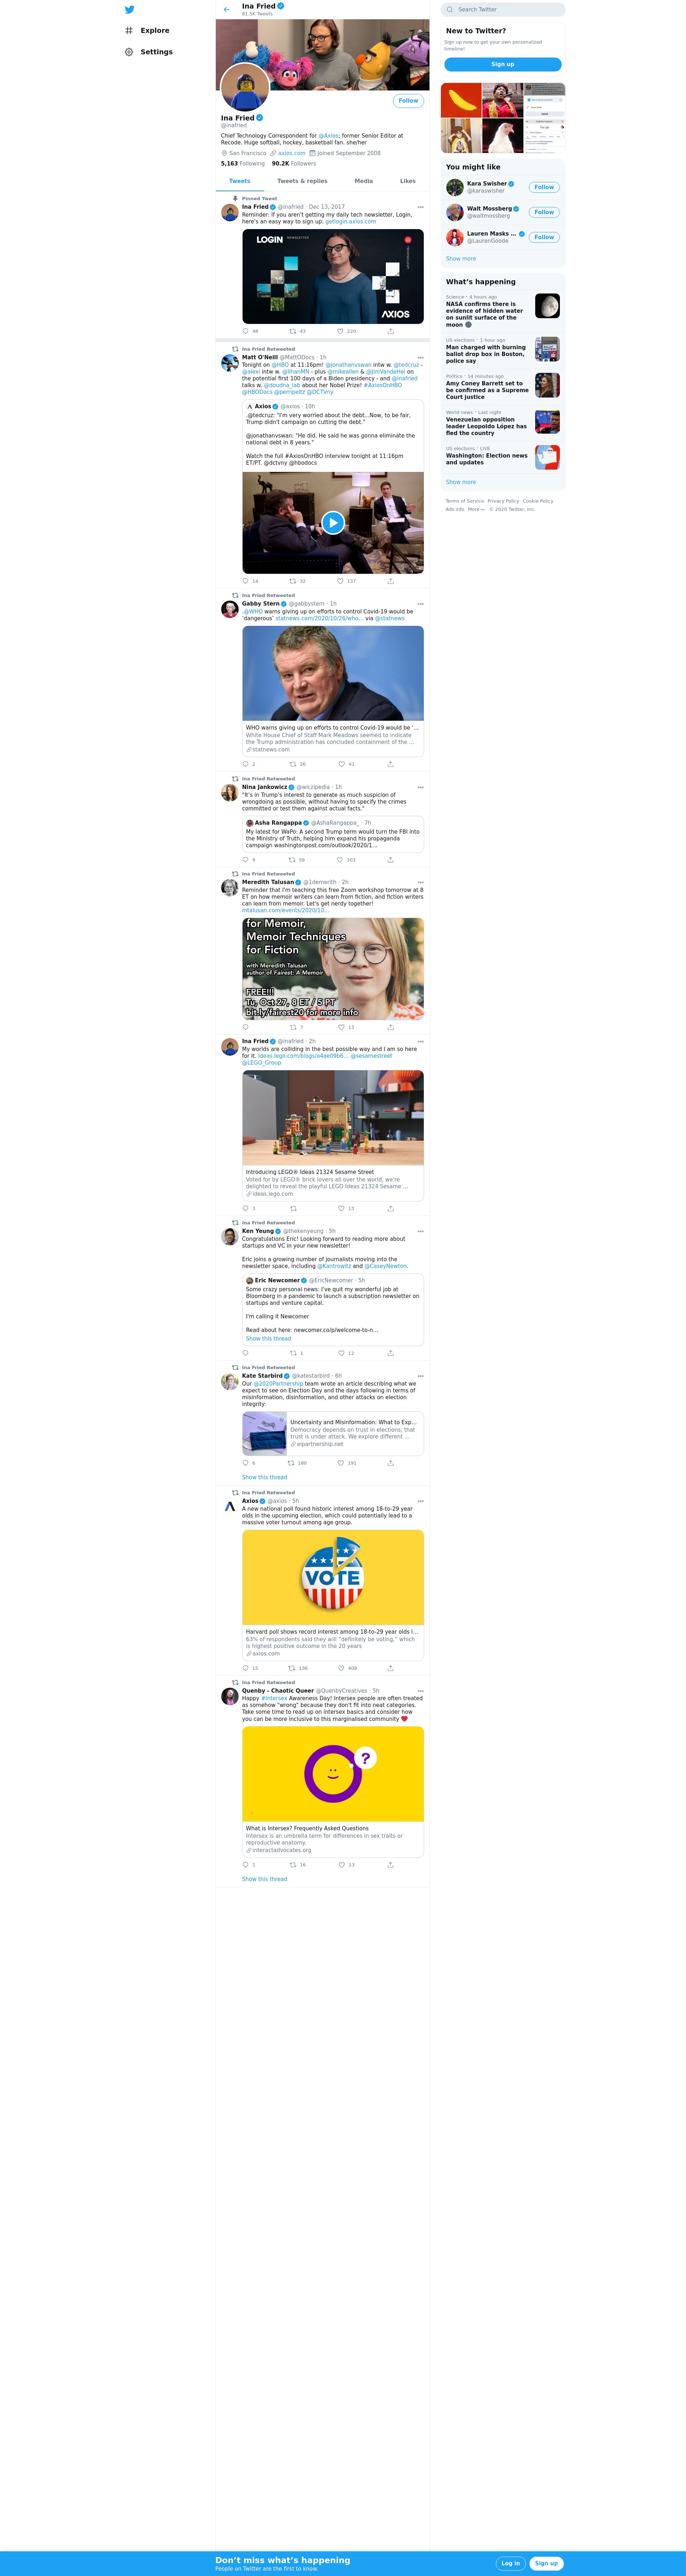 Explore
Settings
Ina Fried
81.5K Tweets
Follow
Ina Fried
@inafried
Chief Technology Correspondent for @Axios; former Senior Editor at
Recode. Huge softball, hockey, basketball fan. she/her
San Francisco axios.com Joined September 2008
5,163 Following 90.2K Followers
Tweets Tweets & replies Media Likes
Pinned Tweet
Ina Fried @inafried · Dec 13, 2017
Reminder: If you aren't getting my daily tech newsletter, Login,
here's an easy way to sign up: getlogin.axios.com
LOGIN NEWSLETTER
AXIOS
46 43 220
Ina Fried Retweeted
Matt O'Neill @MattODocs · 1h
Tonight on @HBO at 11:16pm! @jonathanvswan intw w. @tedcruz -
@alexi intw w. @IlhanMN - plus @mikeallen & @JimVandeHei on
the potential first 100 days of a Biden presidency - and @inafried
talks w. @doudna_lab about her Nobel Prize! #AxiosOnHBO
@HBODocs @perripeltz @DCTVny
Axios @axios · 10h
.@tedcruz: "I'm very worried about the debt...Now, to be fair,
Trump didn't campaign on cutting the debt."
@jonathanvswan: "He did. He said he was gonna eliminate the
national debt in 8 years."
Watch the full #AxiosOnHBO interview tonight at 11:16pm
ET/PT. @dctvny @hbodocs
14 32 137
Ina Fried Retweeted
Gabby Stern @gabbystern · 1h
.@WHO warns giving up on efforts to control Covid-19 would be
'dangerous' statnews.com/2020/10/26/who... via @statnews
WHO warns giving up on efforts to control Covid-19 would be '...
White House Chief of Staff Mark Meadows seemed to indicate
the Trump administration has concluded containment of the ...
statnews.com
2 26 41
Ina Fried Retweeted
Nina Jankowicz @wiczipedia · 1h
"It's in Trump's interest to generate as much suspicion of
wrongdoing as possible, without having to specify the crimes
committed or test them against actual facts."
Asha Rangappa @AshaRangappa_ · 7h
My latest for WaPo: A second Trump term would turn the FBI into
the Ministry of Truth, helping him expand his propaganda
campaign washingtonpost.com/outlook/2020/1...
9 59 303
Ina Fried Retweeted
Meredith Talusan @1demerith · 2h
Reminder that I'm teaching this free Zoom workshop tomorrow at 8
ET on how memoir writers can learn from fiction, and fiction writers
can learn from memoir. Let's get nerdy together!
mtalusan.com/events/2020/10...
for Memoir,
Memoir Techniques
for Fiction
with Meredith Talusan
author of Fairest: A Memoir
FREE!!!
Tu, Oct 27, 8 ET / 5 PT
bit.ly/fairest20 for more info
7 13
Ina Fried @inafried · 2h
My worlds are colliding in the best possible way and I am so here
for it. ideas.lego.com/blogs/a4ae09b6... @sesamestreet
@LEGO_Group
Introducing LEGO® Ideas 21324 Sesame Street
Voted for by LEGO® brick lovers all over the world, we're
delighted to reveal the playful LEGO Ideas 21324 Sesame ...
ideas.lego.com
3 13
Ina Fried Retweeted
Ken Yeung @thekenyeung · 5h
Congratulations Eric! Looking forward to reading more about
startups and VC in your new newsletter!
Eric joins a growing number of journalists moving into the
newsletter space, including @Kantrowitz and @CaseyNewton.
Eric Newcomer @EricNewcomer · 5h
Some crazy personal news: I've quit my wonderful job at
Bloomberg in a pandemic to launch a subscription newsletter on
startups and venture capital.
I'm calling it Newcomer
Read about here: newcomer.co/p/welcome-to-n...
Show this thread
1 12
Ina Fried Retweeted
Kate Starbird @katestarbird · 6h
Our @2020Partnership team wrote an article describing what we
expect to see on Election Day and the days following in terms of
misinformation, disinformation, and other attacks on election
integrity:
Uncertainty and Misinformation: What to Exp...
Democracy depends on trust in elections; that
trust is under attack. We explore different ...
eipartnership.net
6 180 291
Show this thread
Ina Fried Retweeted
Axios @axios · 5h
A new national poll found historic interest among 18-to-29 year
olds in the upcoming election, which could potentially lead to a
massive voter turnout among age group.
VOTE
Harvard poll shows record interest among 18-to-29 year olds i...
63% of respondents said they will "definitely be voting," which
is highest positive outcome in the 20 years
axios.com
15 136 409
Ina Fried Retweeted
Quenby - Chaotic Queer @QuenbyCreatives · 5h
Happy #Intersex Awareness Day! Intersex people are often treated
as somehow "wrong" because they don't fit into neat categories.
Take some time to read up on intersex basics and consider how
you can be more inclusive to this marginalised community ❤️
?
What is Intersex? Frequently Asked Questions
Intersex is an umbrella term for differences in sex traits or
reproductive anatomy.
interactadvocates.org
1 16 13
Show this thread
Search Twitter
New to Twitter?
Sign up now to get your own personalized
timeline!
Sign up
You might like
Kara Swisher
@karaswisher
Follow
Walt Mossberg
@waltmossberg
Follow
Lauren Masks ...
@LaurenGoode
Follow
Show more
What's happening
Science · 4 hours ago
NASA confirms there is
evidence of hidden water
on sunlit surface of the
moon 🌑
US elections · 1 hour ago
Man charged with burning
ballot drop box in Boston,
police say
Politics · 14 minutes ago
Amy Coney Barrett set to
be confirmed as a Supreme
Court justice
World news · Last night
Venezuelan opposition
leader Leopoldo López has
fled the country
US elections · LIVE
Washington: Election news
and updates
Show more
Terms of Service Privacy Policy Cookie Policy
Ads info More © 2020 Twitter, Inc.
Don't miss what's happening
People on Twitter are the first to know.
Log in Sign up